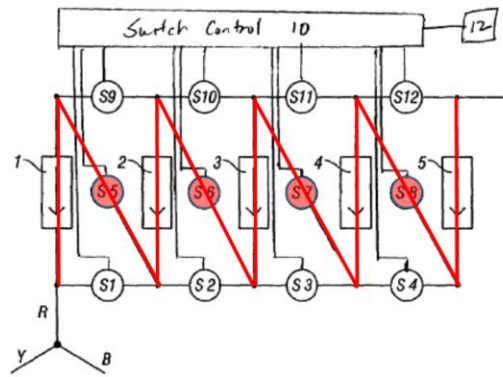 Switch Control 10
12
S9 S10 S11 S12
1 2 3 4 5
S5 S6 S7 S8
S1 S2 S3 S4
R
Y B